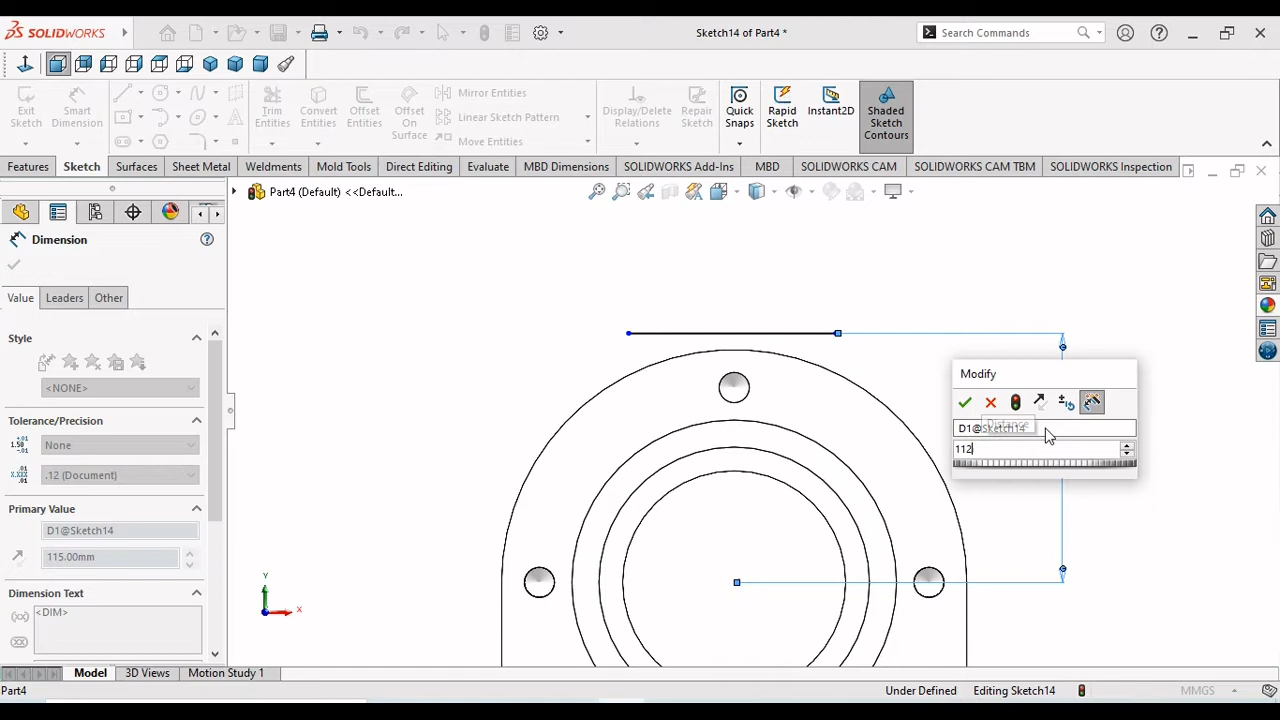 SOLIDWORKS
Sketch14 of Part4 *
Search Commands
Exit Sketch
Smart Dimension
Trim Entities
Convert Entities
Offset Entities
Offset On Surface
Mirror Entities
Linear Sketch Pattern
Move Entities
Display/Delete Relations
Repair Sketch
Quick Snaps
Rapid Sketch
Instant2D
Shaded Sketch Contours
Features
Sketch
Surfaces
Sheet Metal
Weldments
Mold Tools
Direct Editing
Evaluate
MBD Dimensions
SOLIDWORKS Add-Ins
MBD
SOLIDWORKS CAM
SOLIDWORKS CAM TBM
SOLIDWORKS Inspection
Part4 (Default) <<Default...
Dimension
Value
Leaders
Other
Style
<NONE>
Tolerance/Precision
None
.12 (Document)
Primary Value
D1@Sketch14
115.00mm
Dimension Text
<DIM>
Modify
D1@Sketch14
Distance
112
Y
X
Model
3D Views
Motion Study 1
Part4
Under Defined
Editing Sketch14
MMGS